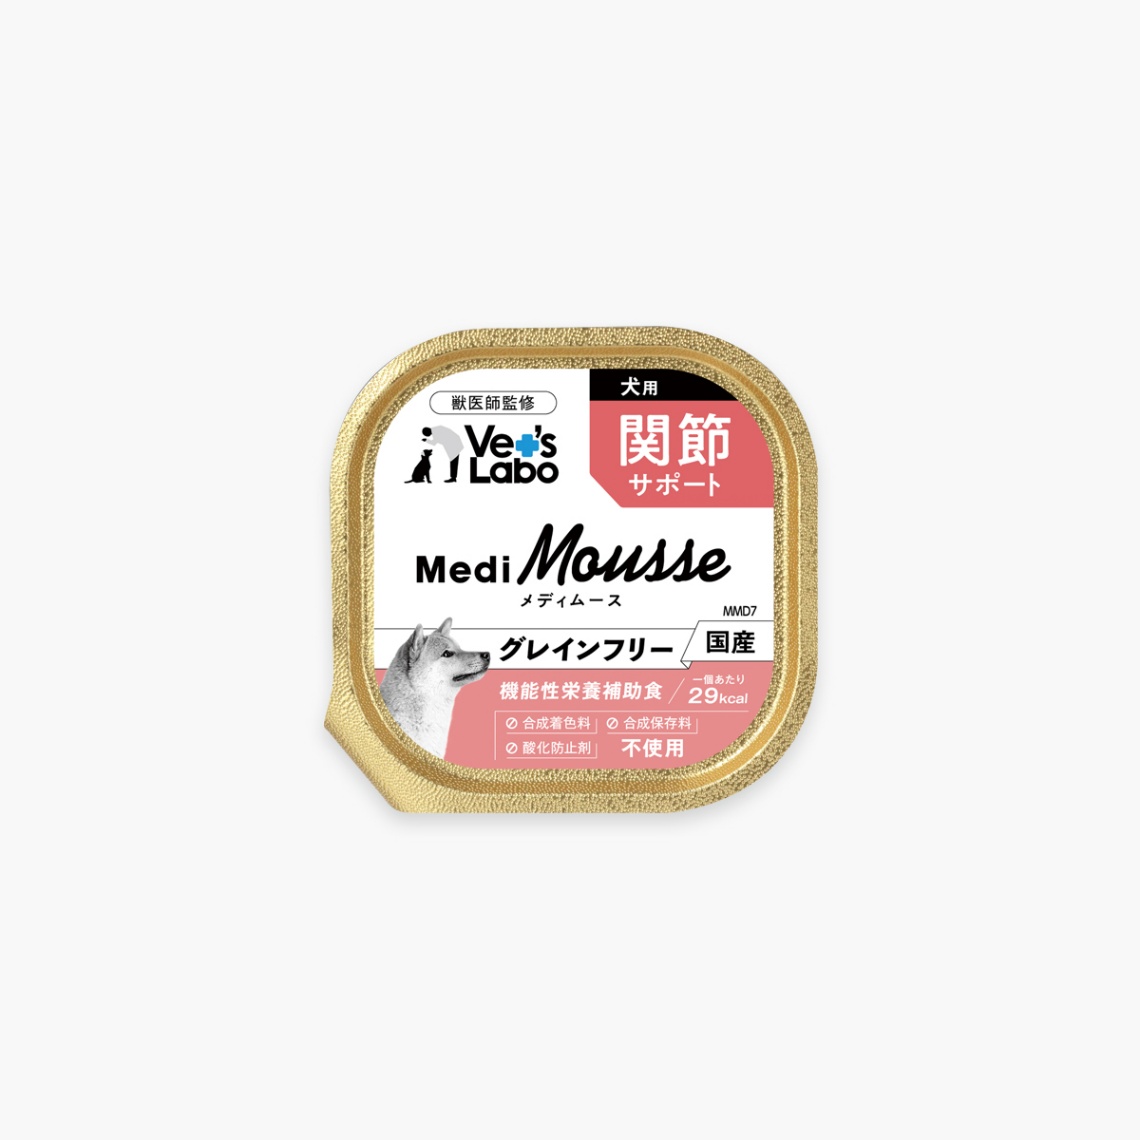 獣医師監修
Vet's
Labo
犬用
関節
サポート
Medi Mousse
メディムース
MMD7
グレインフリー
国産
機能性栄養補助食
一個あたり
29kcal
合成着色料
合成保存料
酸化防止剤
不使用